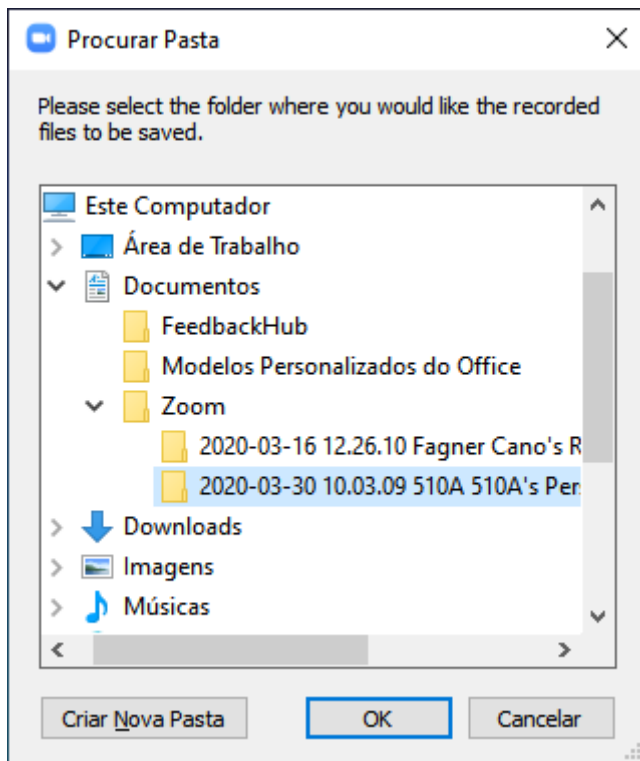 Procurar Pasta
Please select the folder where you would like the recorded
files to be saved.
Este Computador
Área de Trabalho
Documentos
FeedbackHub
Modelos Personalizados do Office
Zoom
2020-03-16 12.26.10 Fagner Cano's R
2020-03-30 10.03.09 510A 510A's Per
Downloads
Imagens
Músicas
Criar Nova Pasta
OK
Cancelar